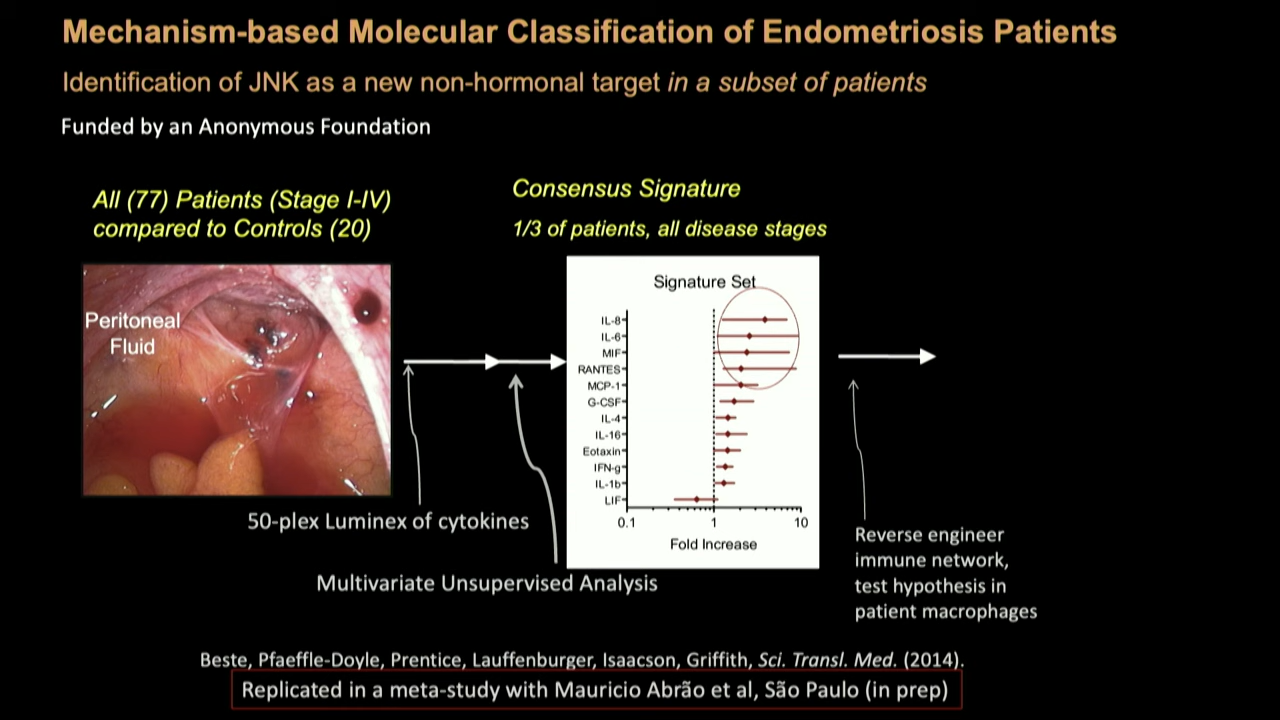 Mechanism-based Molecular Classification of Endometriosis Patients
Identification of JNK as a new non-hormonal target in a subset of patients
Funded by an Anonymous Foundation
All (77) Patients (Stage I-IV)
compared to Controls (20)
Consensus Signature
1/3 of patients, all disease stages
Peritoneal
Fluid
Signature Set
IL-8
IL-6
MIF
RANTES
MCP-1
G-CSF
IL-4
IL-16
Eotaxin
IFN-g
IL-1b
LIF
0.1 1 10
Fold Increase
50-plex Luminex of cytokines
Multivariate Unsupervised Analysis
Reverse engineer
immune network,
test hypothesis in
patient macrophages
Beste, Pfaeffle-Doyle, Prentice, Lauffenburger, Isaacson, Griffith, Sci. Transl. Med. (2014).
Replicated in a meta-study with Mauricio Abrão et al, São Paulo (in prep)